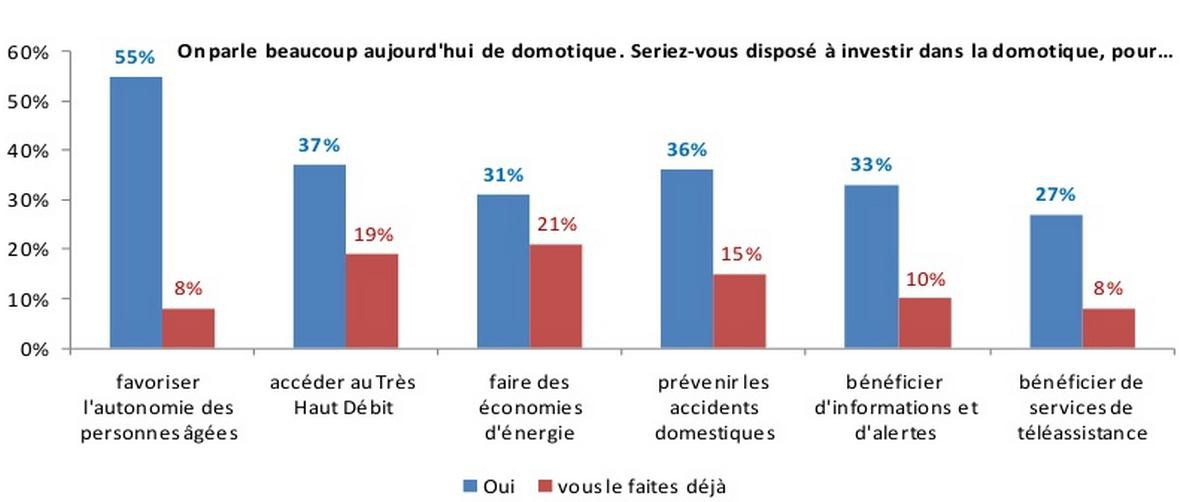 On parle beaucoup aujourd'hui de domotique. Seriez-vous disposé à investir dans la domotique, pour...
60%
50%
40%
30%
20%
10%
0%
55%
8%
37%
19%
31%
21%
36%
15%
33%
10%
27%
8%
favoriser
l'autonomie des
personnes âgées
accéder au Très
Haut Débit
faire des
économies
d'énergie
prévenir les
accidents
domestiques
bénéficier
d'informations et
d'alertes
bénéficier de
services de
téléassistance
Oui
vous le faites déjà